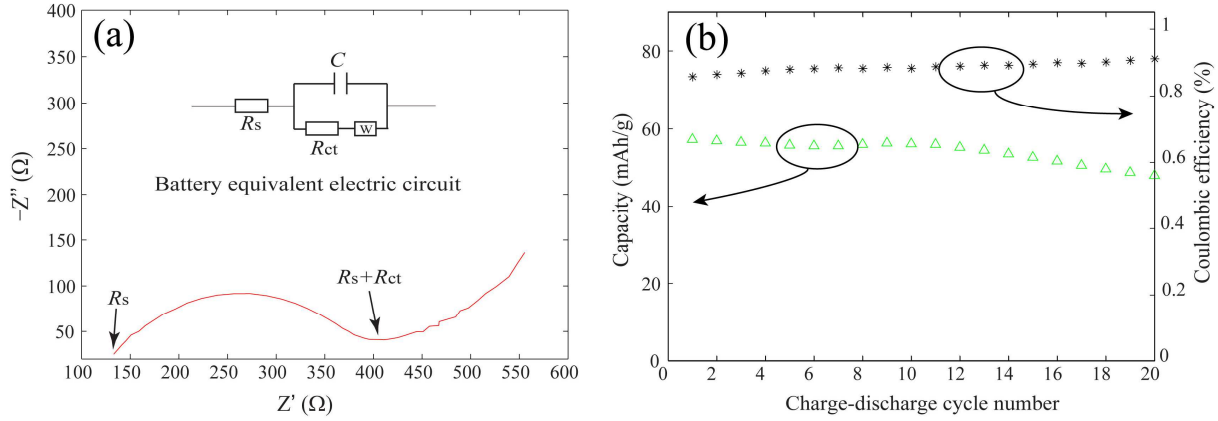 (a)
400
350
300
250
200
150
100
50
−Z″ (Ω)
C
Rs
Rct
W
Battery equivalent electric circuit
Rs
Rs+Rct
100 150 200 250 300 350 400 450 500 550 600
Z′ (Ω)
(b)
80
60
40
20
0
Capacity (mAh/g)
1
0.8
0.6
0.4
0.2
0
Coulombic efficiency (%)
0 2 4 6 8 10 12 14 16 18 20
Charge-discharge cycle number